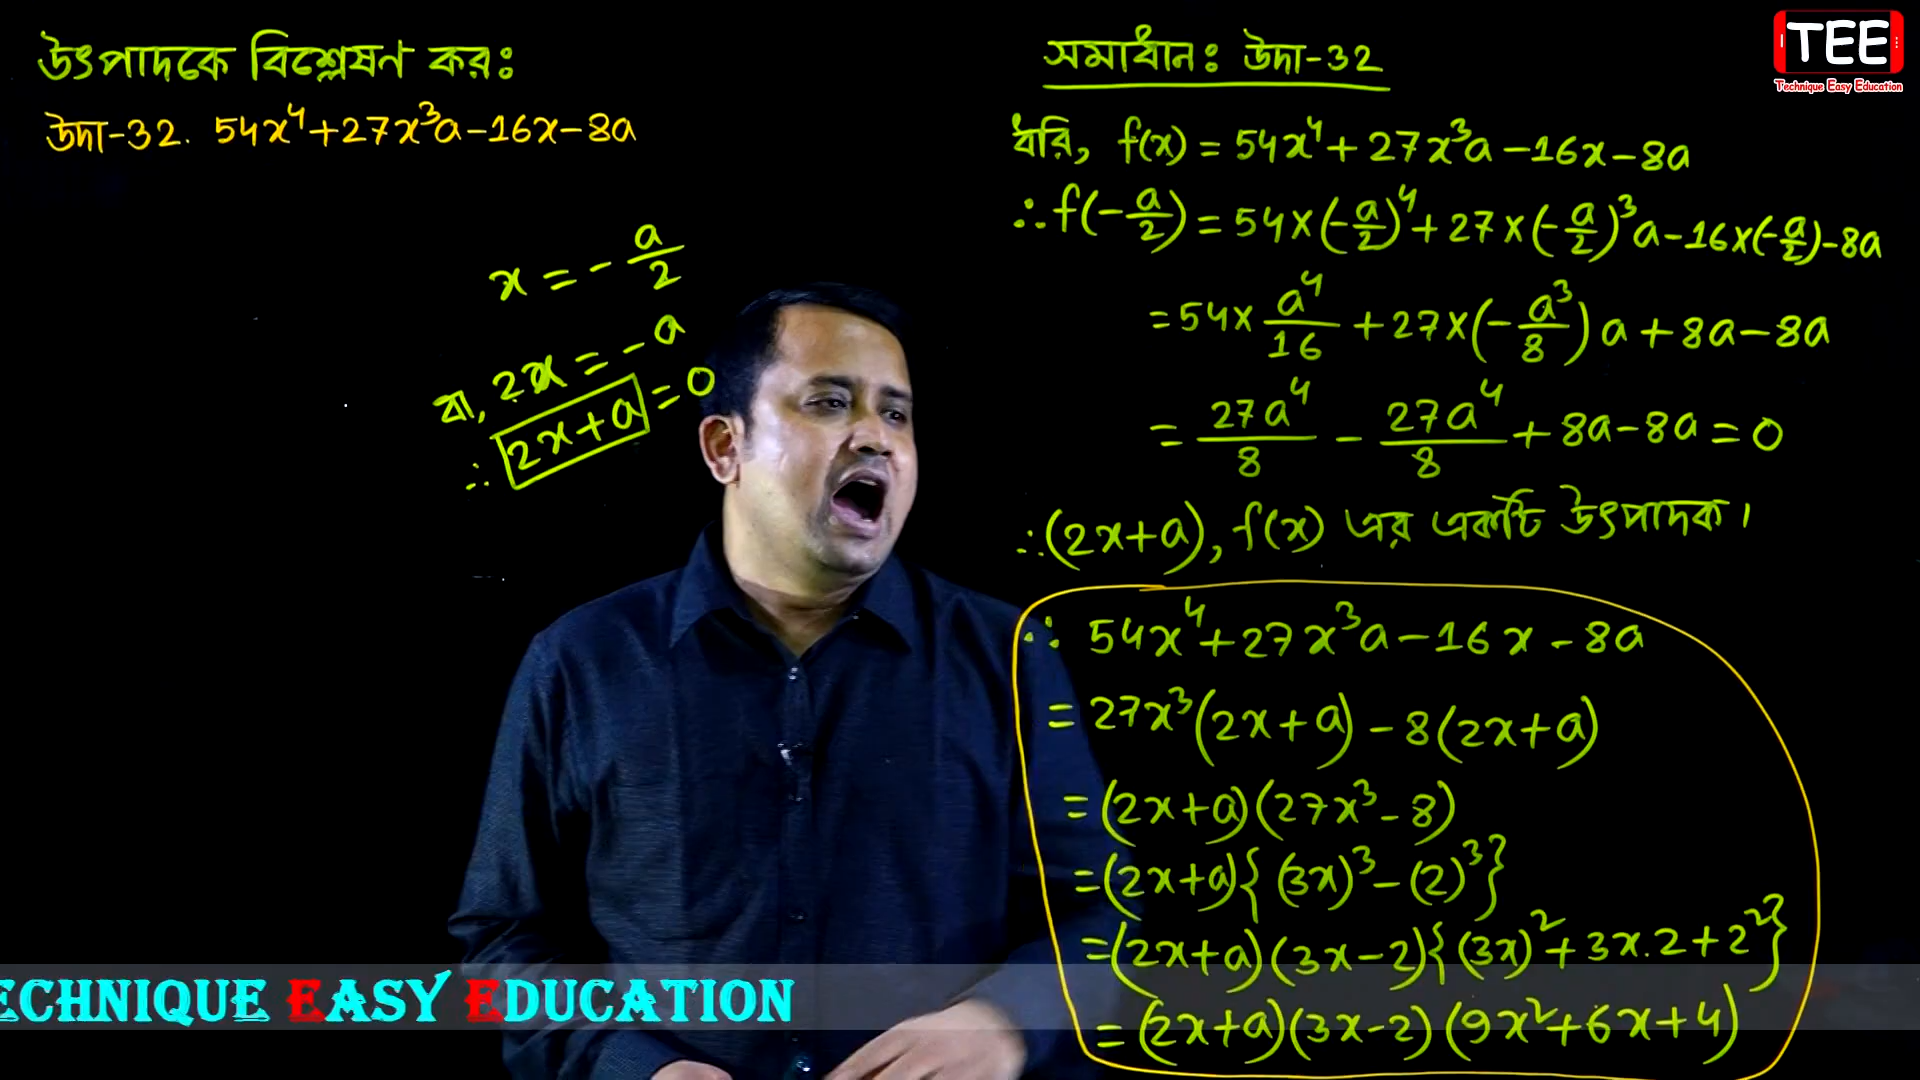 উৎপাদকে বিশ্লেষণ করঃ
উদা-32. 54x⁴+27x³a-16x-8a
x = -a/2
বা, 2x = -a
∴ 2x+a = 0
সমাধানঃ উদা-32
ধরি, f(x) = 54x⁴+27x³a-16x-8a
∴ f(-a/2) = 54×(-a/2)⁴+27×(-a/2)³a-16×(-a/2)-8a
= 54×a⁴/16+27×(-a³/8)a+8a-8a
= 27a⁴/8 - 27a⁴/8 + 8a-8a = 0
∴ (2x+a), f(x) এর একটি উৎপাদক।
∴ 54x⁴+27x³a-16x-8a
= 27x³(2x+a)-8(2x+a)
= (2x+a)(27x³-8)
= (2x+a){(3x)³-(2)³}
= (2x+a)(3x-2){(3x)²+3x.2+2²}
= (2x+a)(3x-2)(9x²+6x+4)
TEE
Technique Easy Education
ECHNIQUE EASY EDUCATION